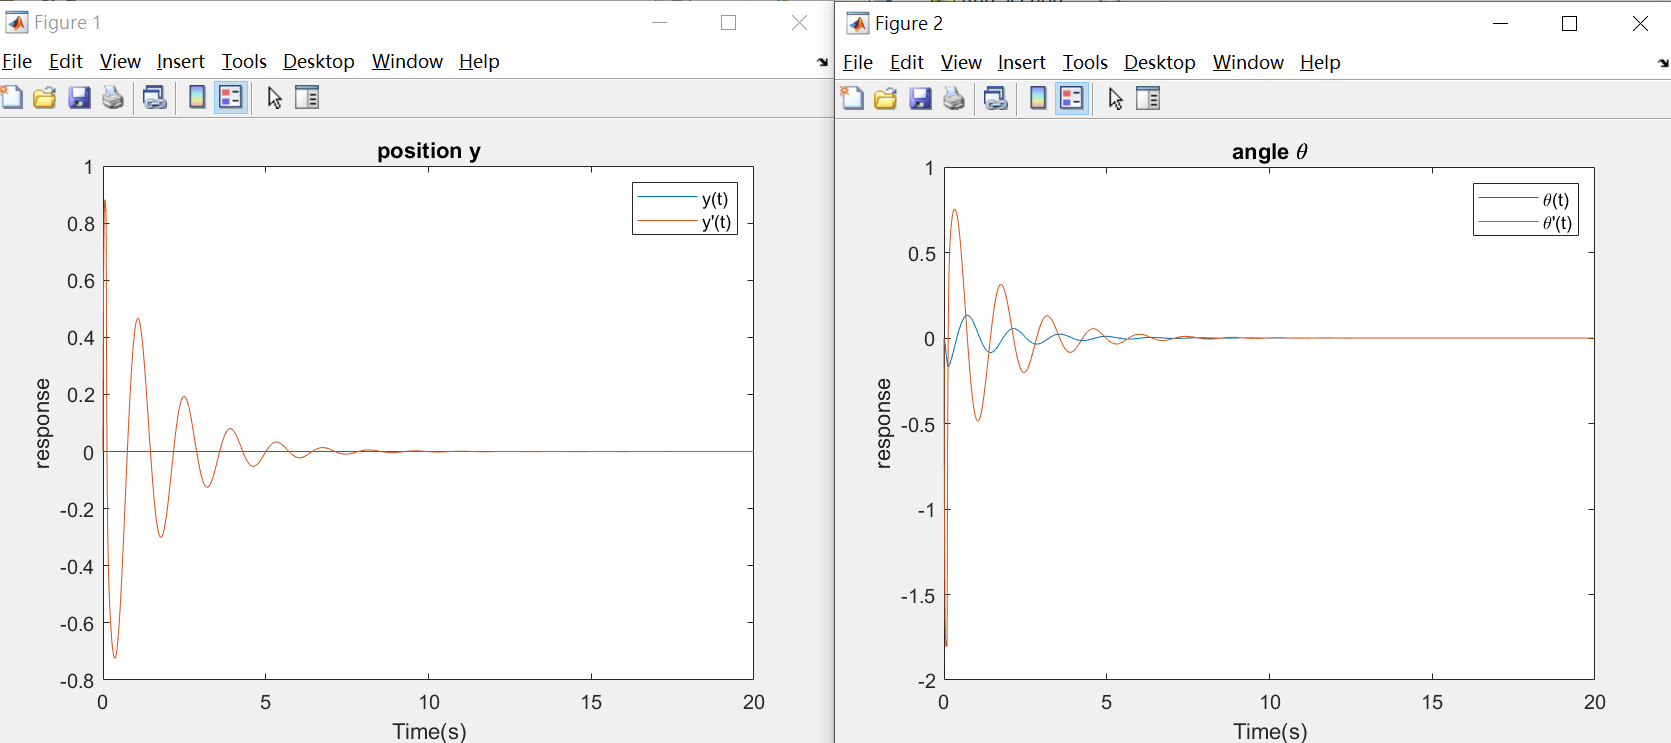 Figure 1
File Edit View Insert Tools Desktop Window Help
position y
1
0.8
0.6
0.4
0.2
0
-0.2
-0.4
-0.6
-0.8
response
y(t)
y'(t)
0 5 10 15 20
Time(s)
Figure 2
File Edit View Insert Tools Desktop Window Help
angle θ
1
0.5
0
-0.5
-1
-1.5
-2
response
θ(t)
θ'(t)
0 5 10 15 20
Time(s)